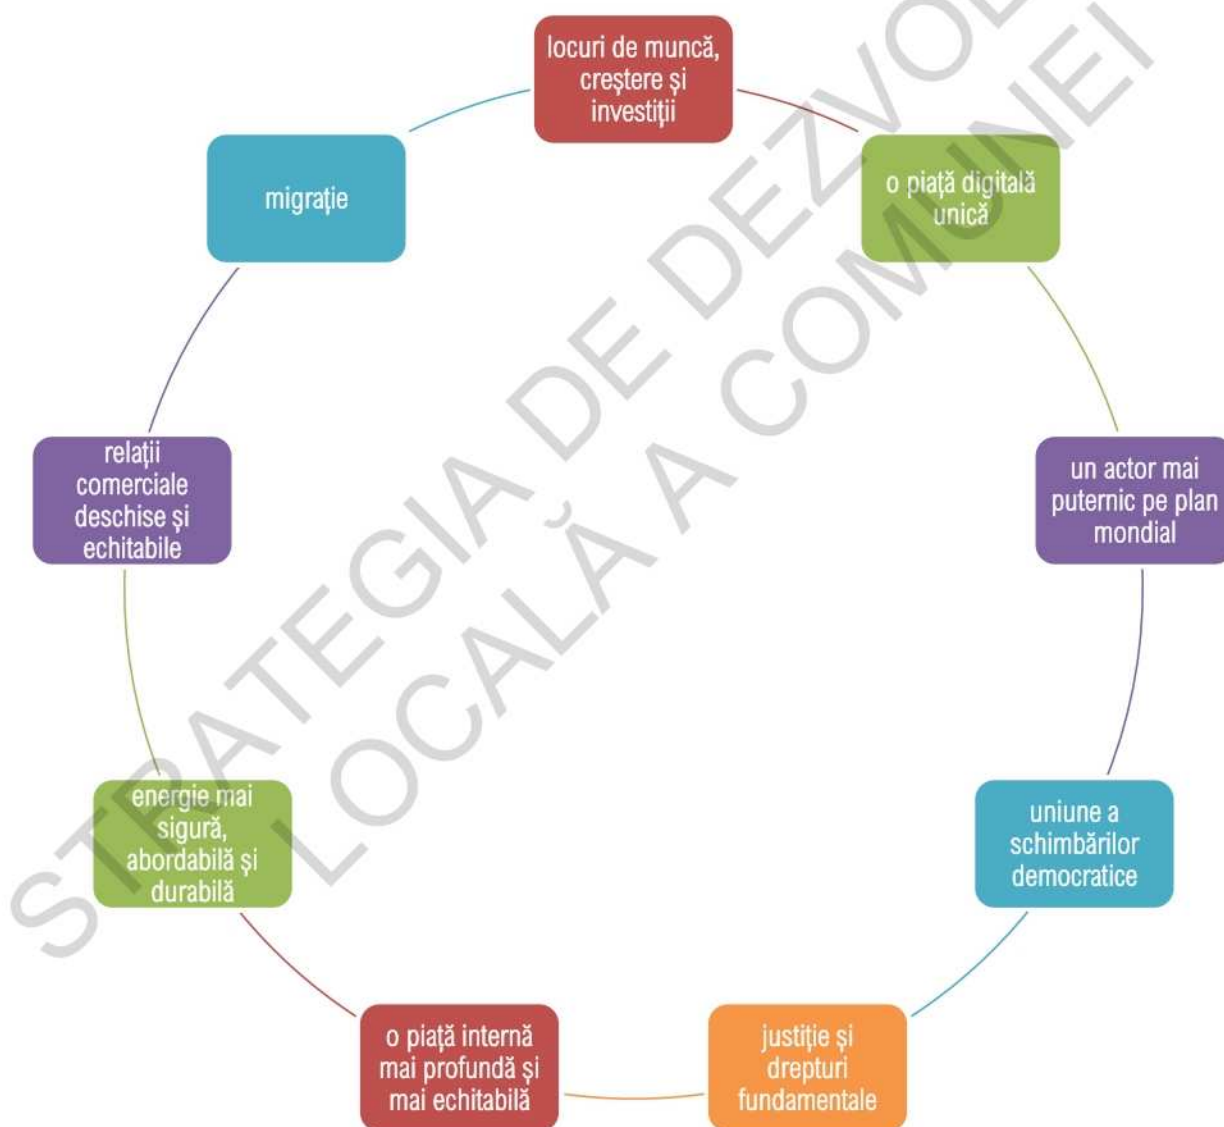 locuri de muncă,
creștere și
investiții
o piață digitală
unică
un actor mai
puternic pe plan
mondial
uniune a
schimbărilor
democratice
justiție și
drepturi
fundamentale
o piață internă
mai profundă și
mai echitabilă
energie mai
sigură,
abordabilă și
durabilă
relații
comerciale
deschise și
echitabile
migrație
STRATEGIA DE
LOCALĂ A COMUNEI